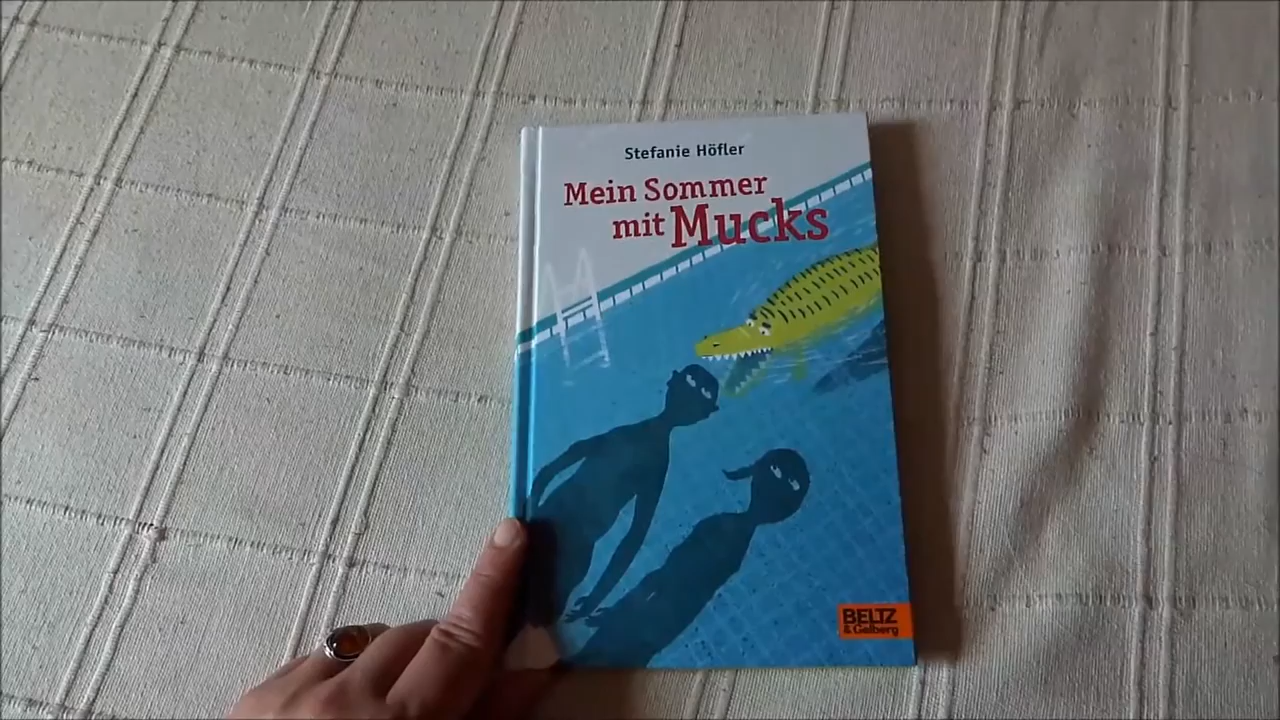 Stefanie Höfler
Mein Sommer
mit Mucks
BELTZ
& Gelberg